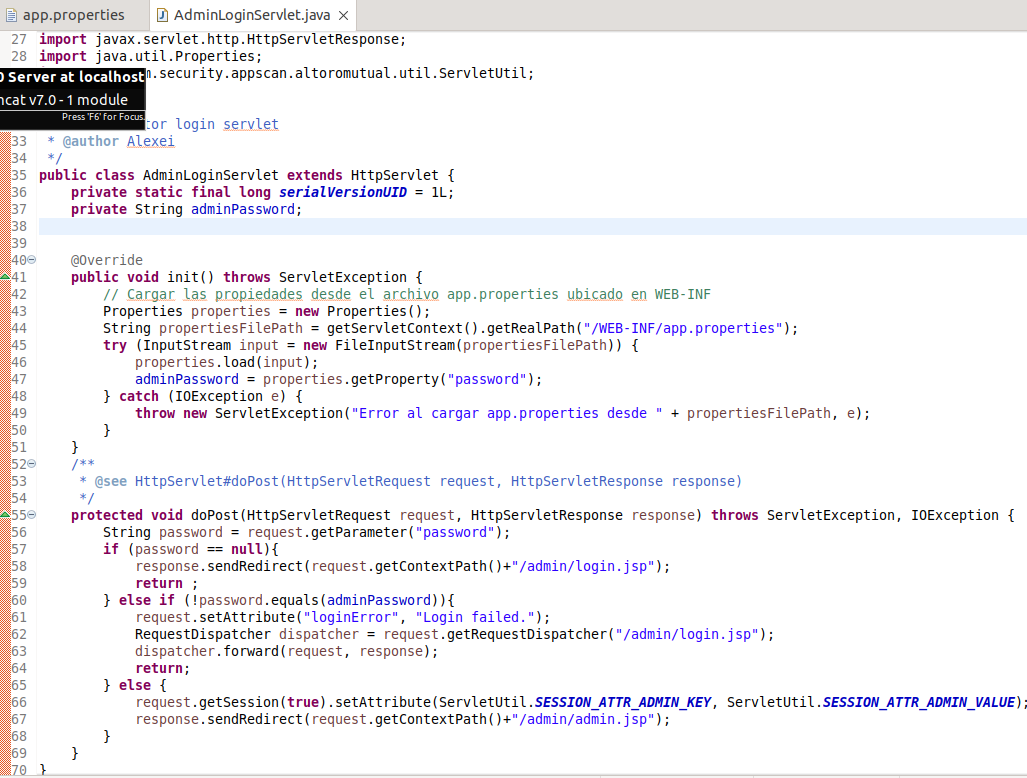 app.properties
AdminLoginServlet.java
27 import javax.servlet.http.HttpServletResponse;
28 import java.util.Properties;
m.security.appscan.altoromutual.util.ServletUtil;
Server at localhost
cat v7.0 - 1 module
Press 'F6' for Focus.
tor login servlet
33 * @author Alexei
34 */
35 public class AdminLoginServlet extends HttpServlet {
36 private static final long serialVersionUID = 1L;
37 private String adminPassword;
38
39
40 @Override
41 public void init() throws ServletException {
42 // Cargar las propiedades desde el archivo app.properties ubicado en WEB-INF
43 Properties properties = new Properties();
44 String propertiesFilePath = getServletContext().getRealPath("/WEB-INF/app.properties");
45 try (InputStream input = new FileInputStream(propertiesFilePath)) {
46 properties.load(input);
47 adminPassword = properties.getProperty("password");
48 } catch (IOException e) {
49 throw new ServletException("Error al cargar app.properties desde " + propertiesFilePath, e);
50 }
51 }
52 /**
53 * @see HttpServlet#doPost(HttpServletRequest request, HttpServletResponse response)
54 */
55 protected void doPost(HttpServletRequest request, HttpServletResponse response) throws ServletException, IOException {
56 String password = request.getParameter("password");
57 if (password == null){
58 response.sendRedirect(request.getContextPath()+"/admin/login.jsp");
59 return ;
60 } else if (!password.equals(adminPassword)){
61 request.setAttribute("loginError", "Login failed.");
62 RequestDispatcher dispatcher = request.getRequestDispatcher("/admin/login.jsp");
63 dispatcher.forward(request, response);
64 return;
65 } else {
66 request.getSession(true).setAttribute(ServletUtil.SESSION_ATTR_ADMIN_KEY, ServletUtil.SESSION_ATTR_ADMIN_VALUE);
67 response.sendRedirect(request.getContextPath()+"/admin/admin.jsp");
68 }
69 }
70 }